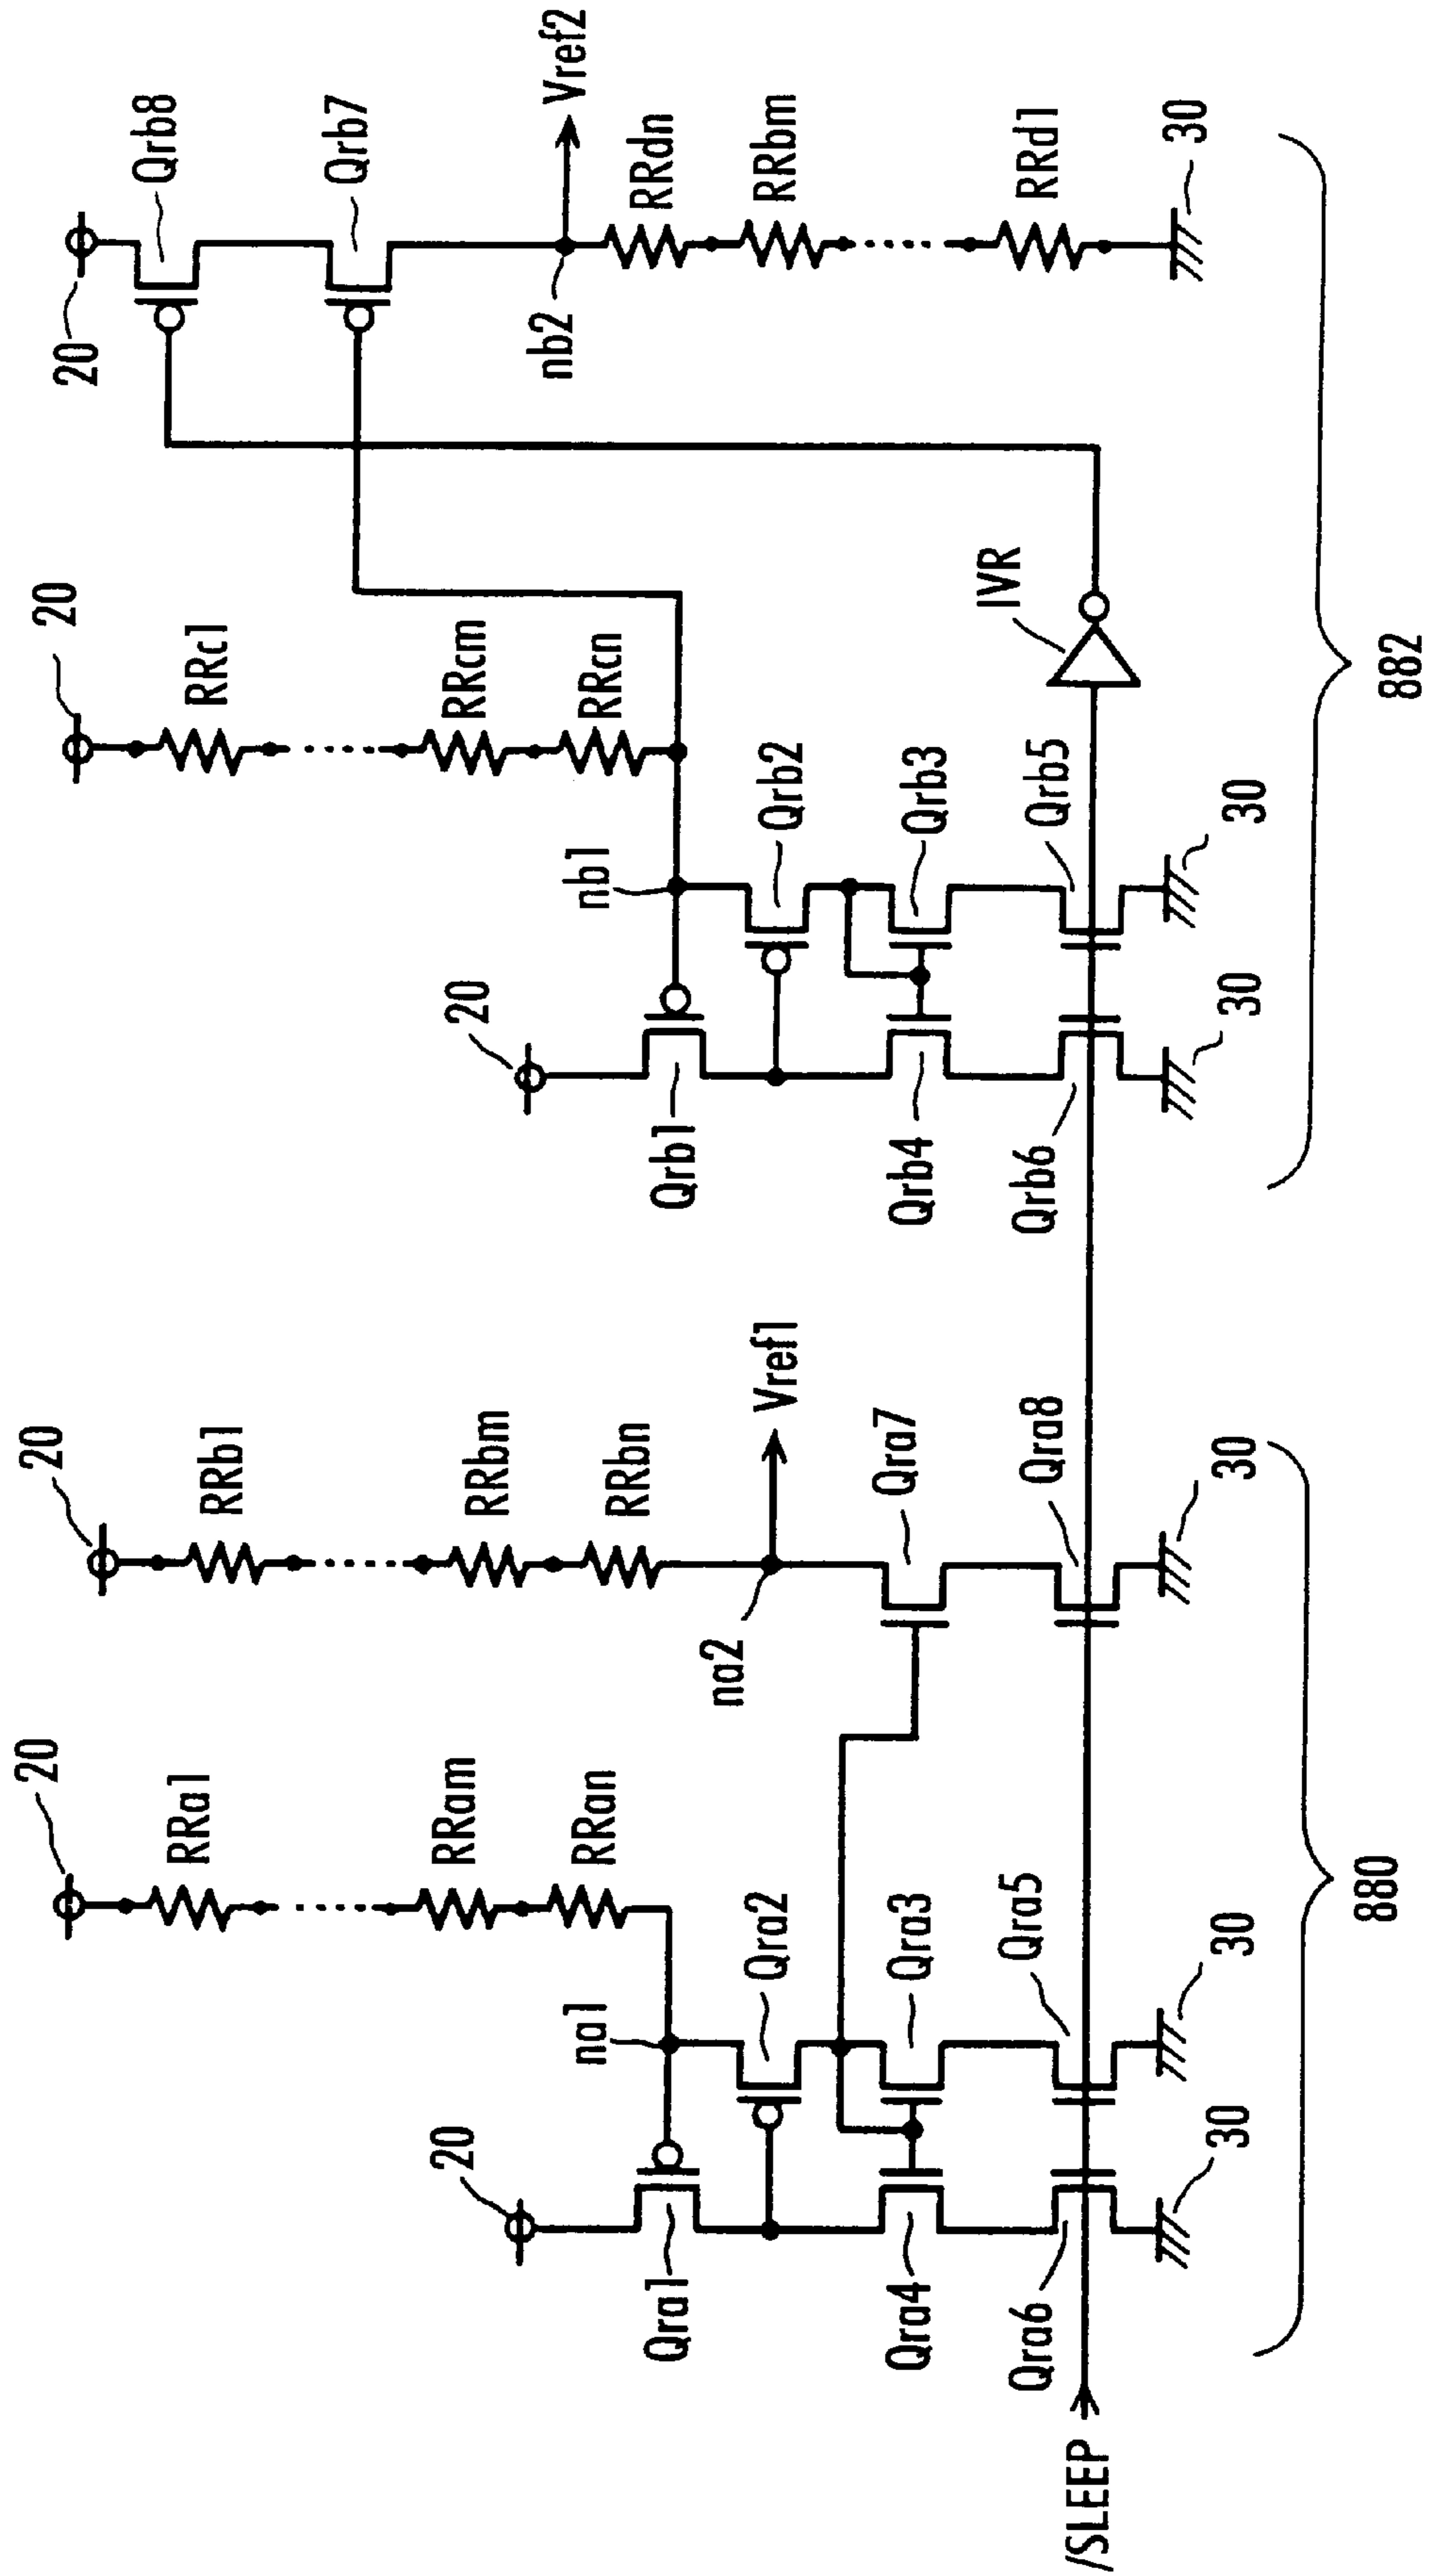 20
20
20
20
RRa1
RRb1
RRc1
Qrb8
RRam
RRbm
RRcm
Qrb7
20
RRan
RRbn
20
RRcn
na1
nb1
nb2
Vref2
Qra1
Qra2
na2
Vref1
Qrb1
Qrb2
RRdn
RRbm
Qra4
Qra3
Qra7
Qrb4
Qrb3
IVR
Qra6
Qra5
Qra8
Qrb6
Qrb5
RRd1
/SLEEP
30
30
30
30
30
30
880
882